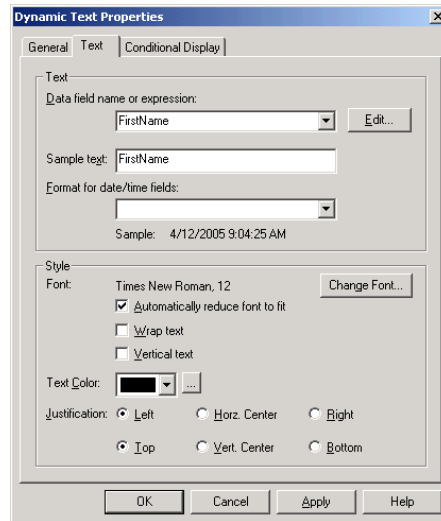 Dynamic Text Properties
General Text Conditional Display
Text
Data field name or expression:
FirstName Edit...
Sample text: FirstName
Format for date/time fields:
Sample: 4/12/2005 9:04:25 AM
Style
Font: Times New Roman, 12 Change Font...
Automatically reduce font to fit
Wrap text
Vertical text
Text Color: ...
Justification: Left Horz. Center Right
Top Vert. Center Bottom
OK Cancel Apply Help